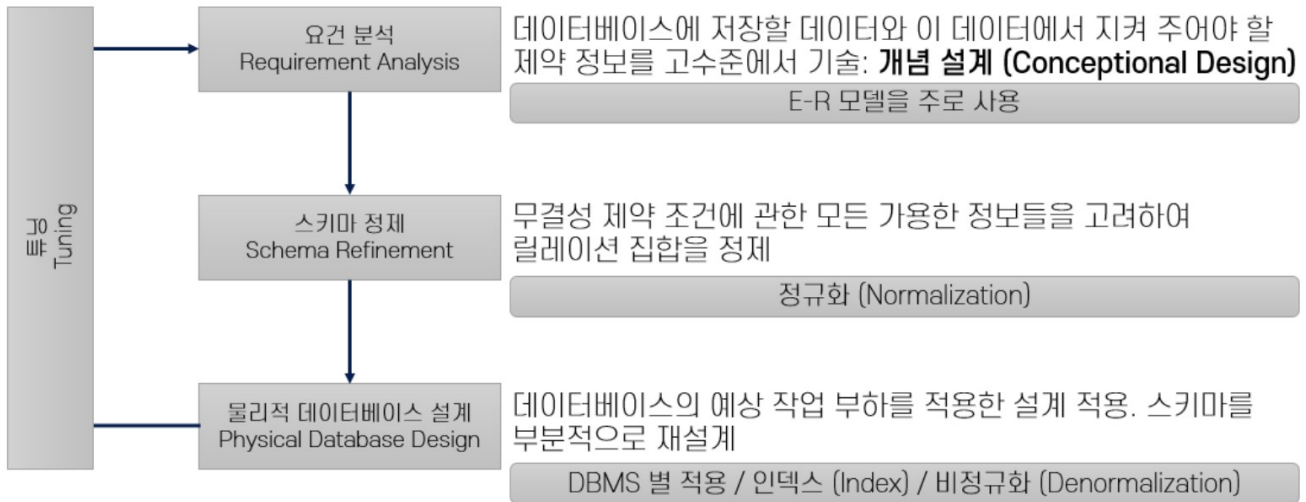 튜닝
Tuning
요건 분석
Requirement Analysis
데이터베이스에 저장할 데이터와 이 데이터에서 지켜 주어야 할
제약 정보를 고수준에서 기술: 개념 설계 (Conceptional Design)
E-R 모델을 주로 사용
스키마 정제
Schema Refinement
무결성 제약 조건에 관한 모든 가용한 정보들을 고려하여
릴레이션 집합을 정제
정규화 (Normalization)
물리적 데이터베이스 설계
Physical Database Design
데이터베이스의 예상 작업 부하를 적용한 설계 적용. 스키마를
부분적으로 재설계
DBMS 별 적용 / 인덱스 (Index) / 비정규화 (Denormalization)